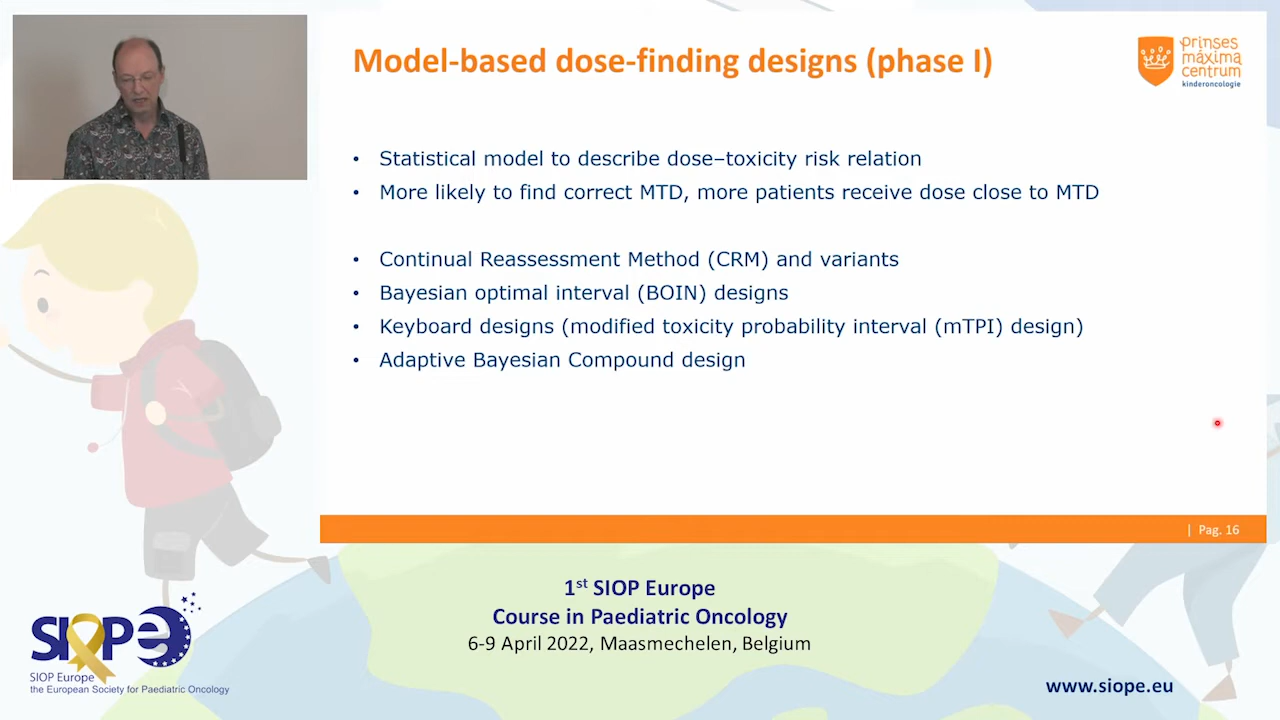 Model-based dose-finding designs (phase I)
prinses
máxima
centrum
kinderoncologie
• Statistical model to describe dose–toxicity risk relation
• More likely to find correct MTD, more patients receive dose close to MTD
• Continual Reassessment Method (CRM) and variants
• Bayesian optimal interval (BOIN) designs
• Keyboard designs (modified toxicity probability interval (mTPI) design)
• Adaptive Bayesian Compound design
| Pag. 16
1st SIOP Europe
Course in Paediatric Oncology
6-9 April 2022, Maasmechelen, Belgium
SIOPe
SIOP Europe
the European Society for Paediatric Oncology
www.siope.eu